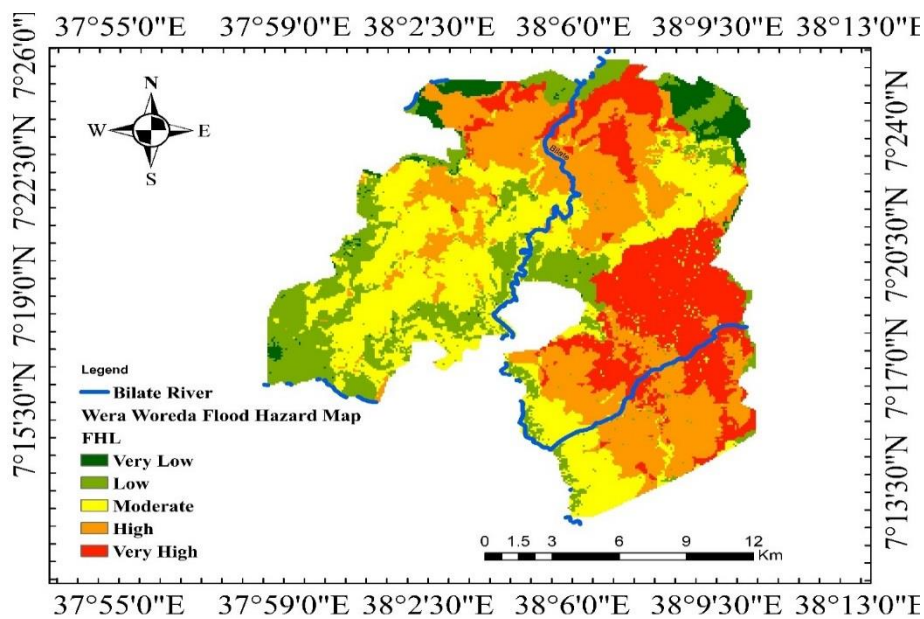 37°55'0"E 37°59'0"E 38°2'30"E 38°6'0"E 38°9'30"E 38°13'0"E
7°26'0"N
7°22'30"N
7°19'0"N
7°15'30"N
7°24'0"N
7°20'30"N
7°17'0"N
7°13'30"N
N
W E
S
Bilate
Legend
Bilate River
Wera Woreda Flood Hazard Map
FHL
Very Low
Low
Moderate
High
Very High
0 1.5 3 6 9 12
Km
37°55'0"E 37°59'0"E 38°2'30"E 38°6'0"E 38°9'30"E 38°13'0"E